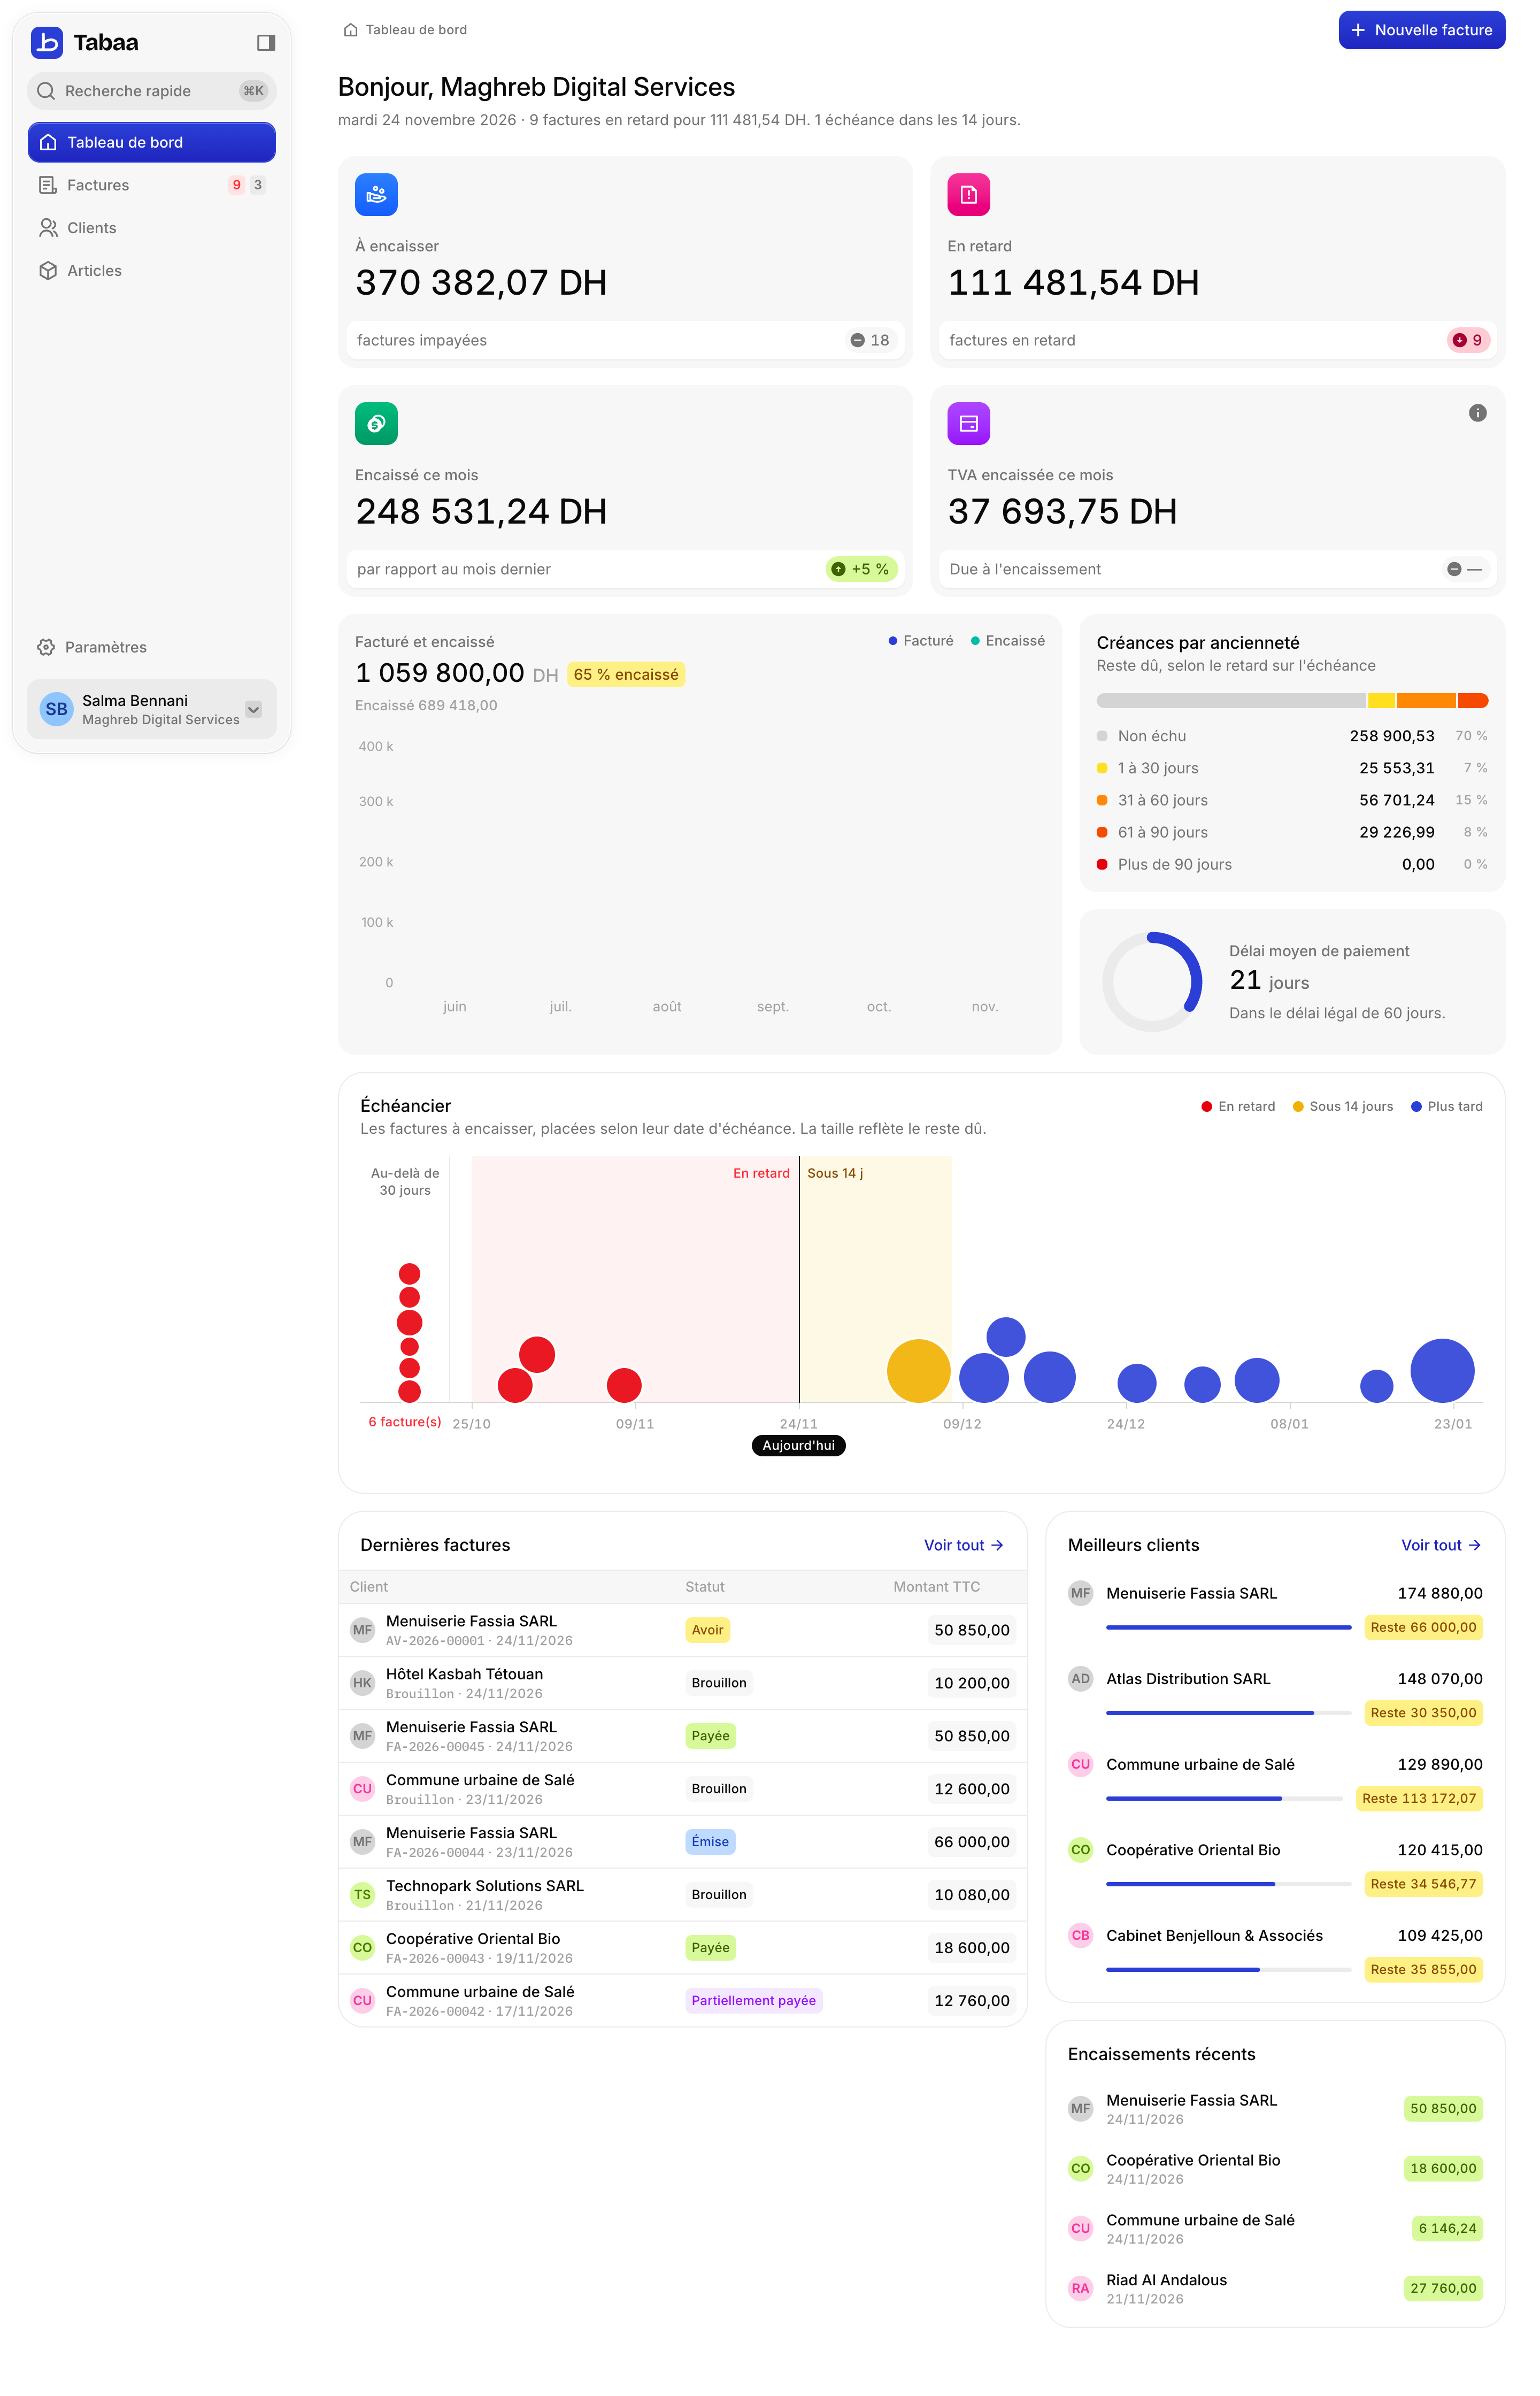 Tabaa
Recherche rapide ⌘K
Tableau de bord
Factures 9 3
Clients
Articles
Paramètres
SB Salma Bennani
Maghreb Digital Services
Tableau de bord
Nouvelle facture
Bonjour, Maghreb Digital Services
mardi 24 novembre 2026 · 9 factures en retard pour 111 481,54 DH. 1 échéance dans les 14 jours.
À encaisser
370 382,07 DH
factures impayées 18
En retard
111 481,54 DH
factures en retard 9
Encaissé ce mois
248 531,24 DH
par rapport au mois dernier +5 %
TVA encaissée ce mois
37 693,75 DH
Due à l'encaissement —
Facturé et encaissé Facturé Encaissé
1 059 800,00 DH 65 % encaissé
Encaissé 689 418,00
400 k
300 k
200 k
100 k
0
juin juil. août sept. oct. nov.
Créances par ancienneté
Reste dû, selon le retard sur l'échéance
Non échu 258 900,53 70 %
1 à 30 jours 25 553,31 7 %
31 à 60 jours 56 701,24 15 %
61 à 90 jours 29 226,99 8 %
Plus de 90 jours 0,00 0 %
Délai moyen de paiement
21 jours
Dans le délai légal de 60 jours.
Échéancier En retard Sous 14 jours Plus tard
Les factures à encaisser, placées selon leur date d'échéance. La taille reflète le reste dû.
Au-delà de
30 jours
En retard Sous 14 j
6 facture(s) 25/10 09/11 24/11 09/12 24/12 08/01 23/01
Aujourd'hui
Dernières factures Voir tout →
Client Statut Montant TTC
MF Menuiserie Fassia SARL Avoir 50 850,00
AV-2026-00001 · 24/11/2026
HK Hôtel Kasbah Tétouan Brouillon 10 200,00
Brouillon · 24/11/2026
MF Menuiserie Fassia SARL Payée 50 850,00
FA-2026-00045 · 24/11/2026
CU Commune urbaine de Salé Brouillon 12 600,00
Brouillon · 23/11/2026
MF Menuiserie Fassia SARL Émise 66 000,00
FA-2026-00044 · 23/11/2026
TS Technopark Solutions SARL Brouillon 10 080,00
Brouillon · 21/11/2026
CO Coopérative Oriental Bio Payée 18 600,00
FA-2026-00043 · 19/11/2026
CU Commune urbaine de Salé Partiellement payée 12 760,00
FA-2026-00042 · 17/11/2026
Meilleurs clients Voir tout →
MF Menuiserie Fassia SARL 174 880,00
Reste 66 000,00
AD Atlas Distribution SARL 148 070,00
Reste 30 350,00
CU Commune urbaine de Salé 129 890,00
Reste 113 172,07
CO Coopérative Oriental Bio 120 415,00
Reste 34 546,77
CB Cabinet Benjelloun & Associés 109 425,00
Reste 35 855,00
Encaissements récents
MF Menuiserie Fassia SARL 50 850,00
24/11/2026
CO Coopérative Oriental Bio 18 600,00
24/11/2026
CU Commune urbaine de Salé 6 146,24
24/11/2026
RA Riad Al Andalous 27 760,00
21/11/2026